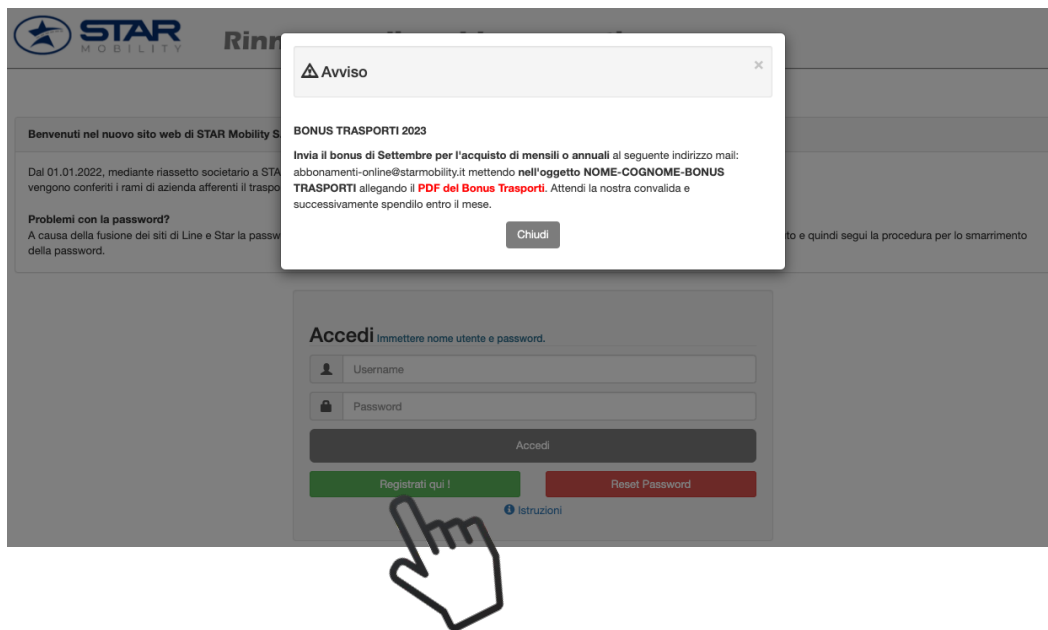 STAR
MOBILITY
Rinn
Avviso
×
BONUS TRASPORTI 2023
Invia il bonus di Settembre per l'acquisto di mensili o annuali al seguente indirizzo mail:
abbonamenti-online@starmobility.it mettendo nell'oggetto NOME-COGNOME-BONUS
TRASPORTI allegando il PDF del Bonus Trasporti. Attendi la nostra convalida e
successivamente spendilo entro il mese.
Chiudi
Benvenuti nel nuovo sito web di STAR Mobility S.
Dal 01.01.2022, mediante riassetto societario a STA
vengono conferiti i rami di azienda afferenti il traspo
Problemi con la password?
A causa della fusione dei siti di Line e Star la passw
to e quindi segui la procedura per lo smarrimento
della password.
Accedi Immettere nome utente e password.
Username
Password
Accedi
Registrati qui !
Reset Password
Istruzioni